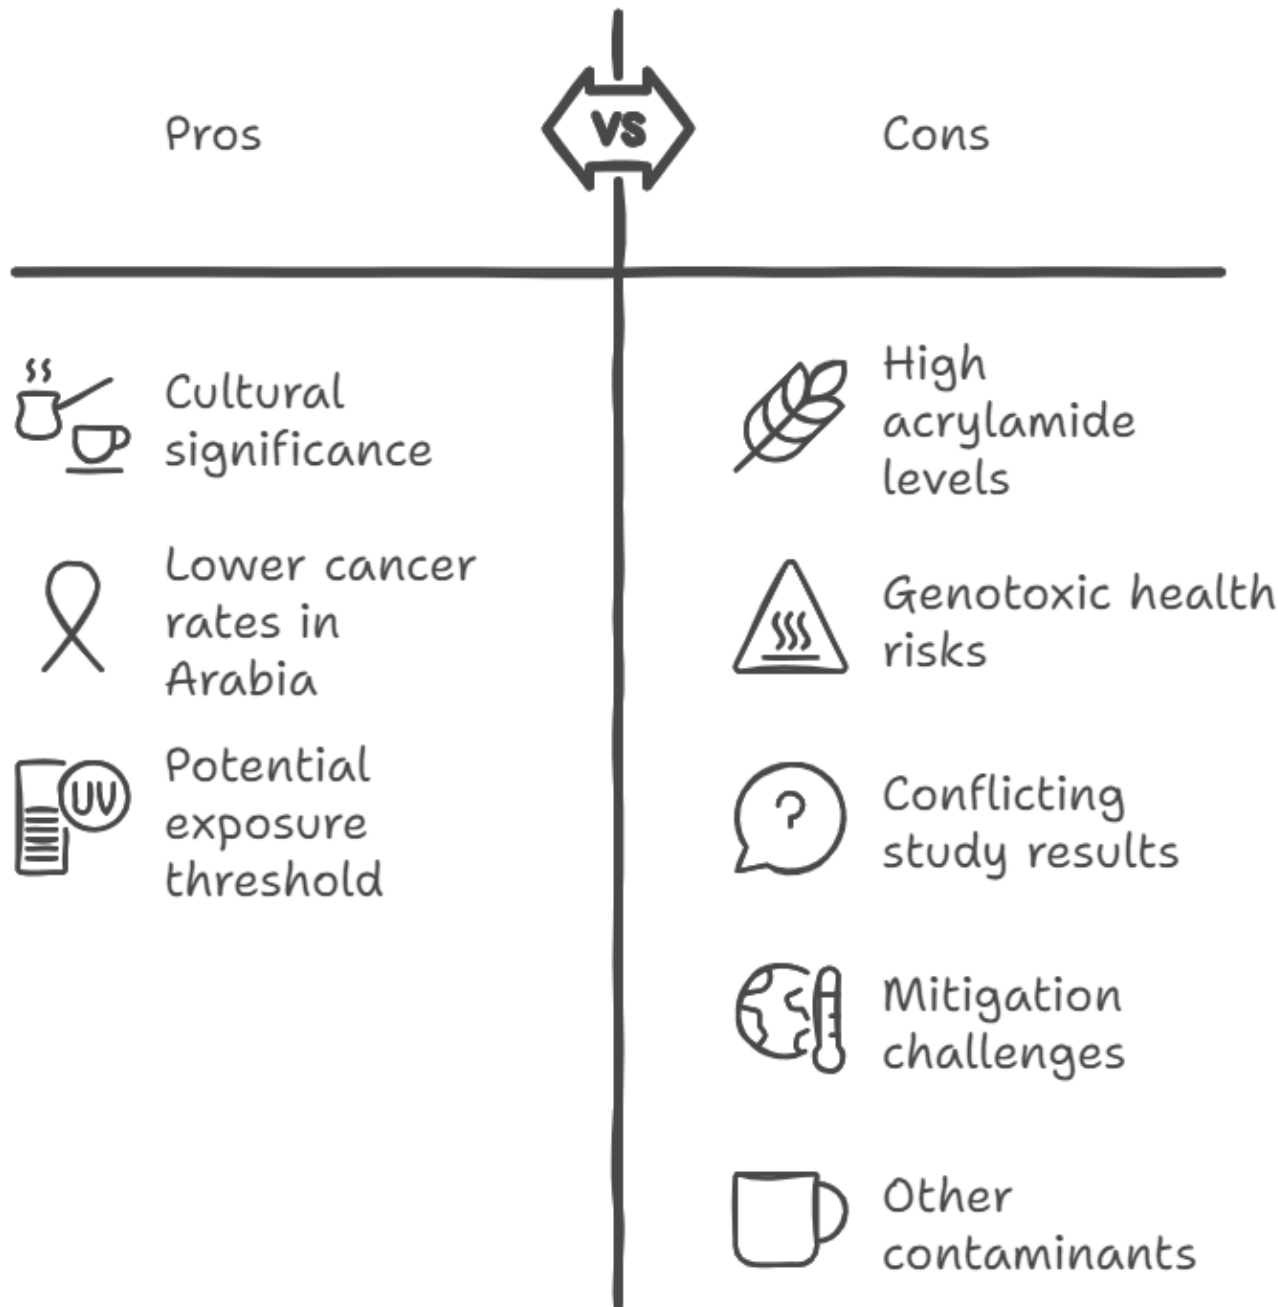 VS
Pros
Cons
Cultural
significance
Lower cancer
rates in
Arabia
UV
Potential
exposure
threshold
High
acrylamide
levels
Genotoxic health
risks
?
Conflicting
study results
Mitigation
challenges
Other
contaminants